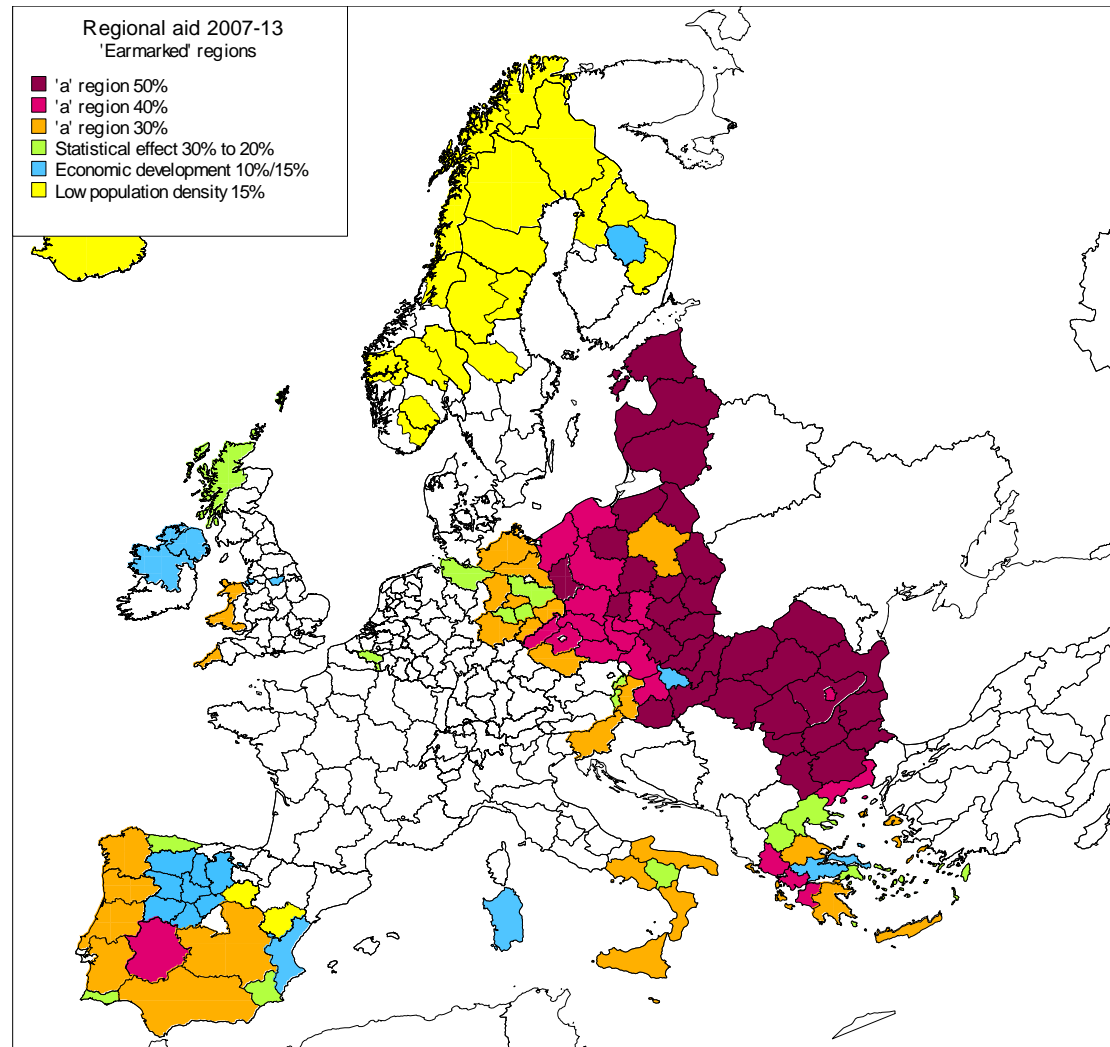 Regional aid 2007-13
'Earmarked' regions
'a' region 50%
'a' region 40%
'a' region 30%
Statistical effect 30% to 20%
Economic development 10%/15%
Low population density 15%